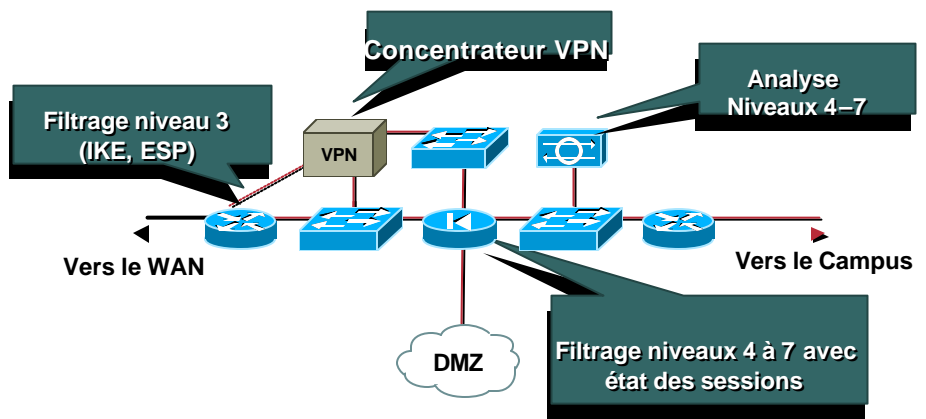 Concentrateur VPN
Analyse
Niveaux 4–7
Filtrage niveau 3
(IKE, ESP)
VPN
Vers le WAN
Vers le Campus
DMZ
Filtrage niveaux 4 à 7 avec
état des sessions